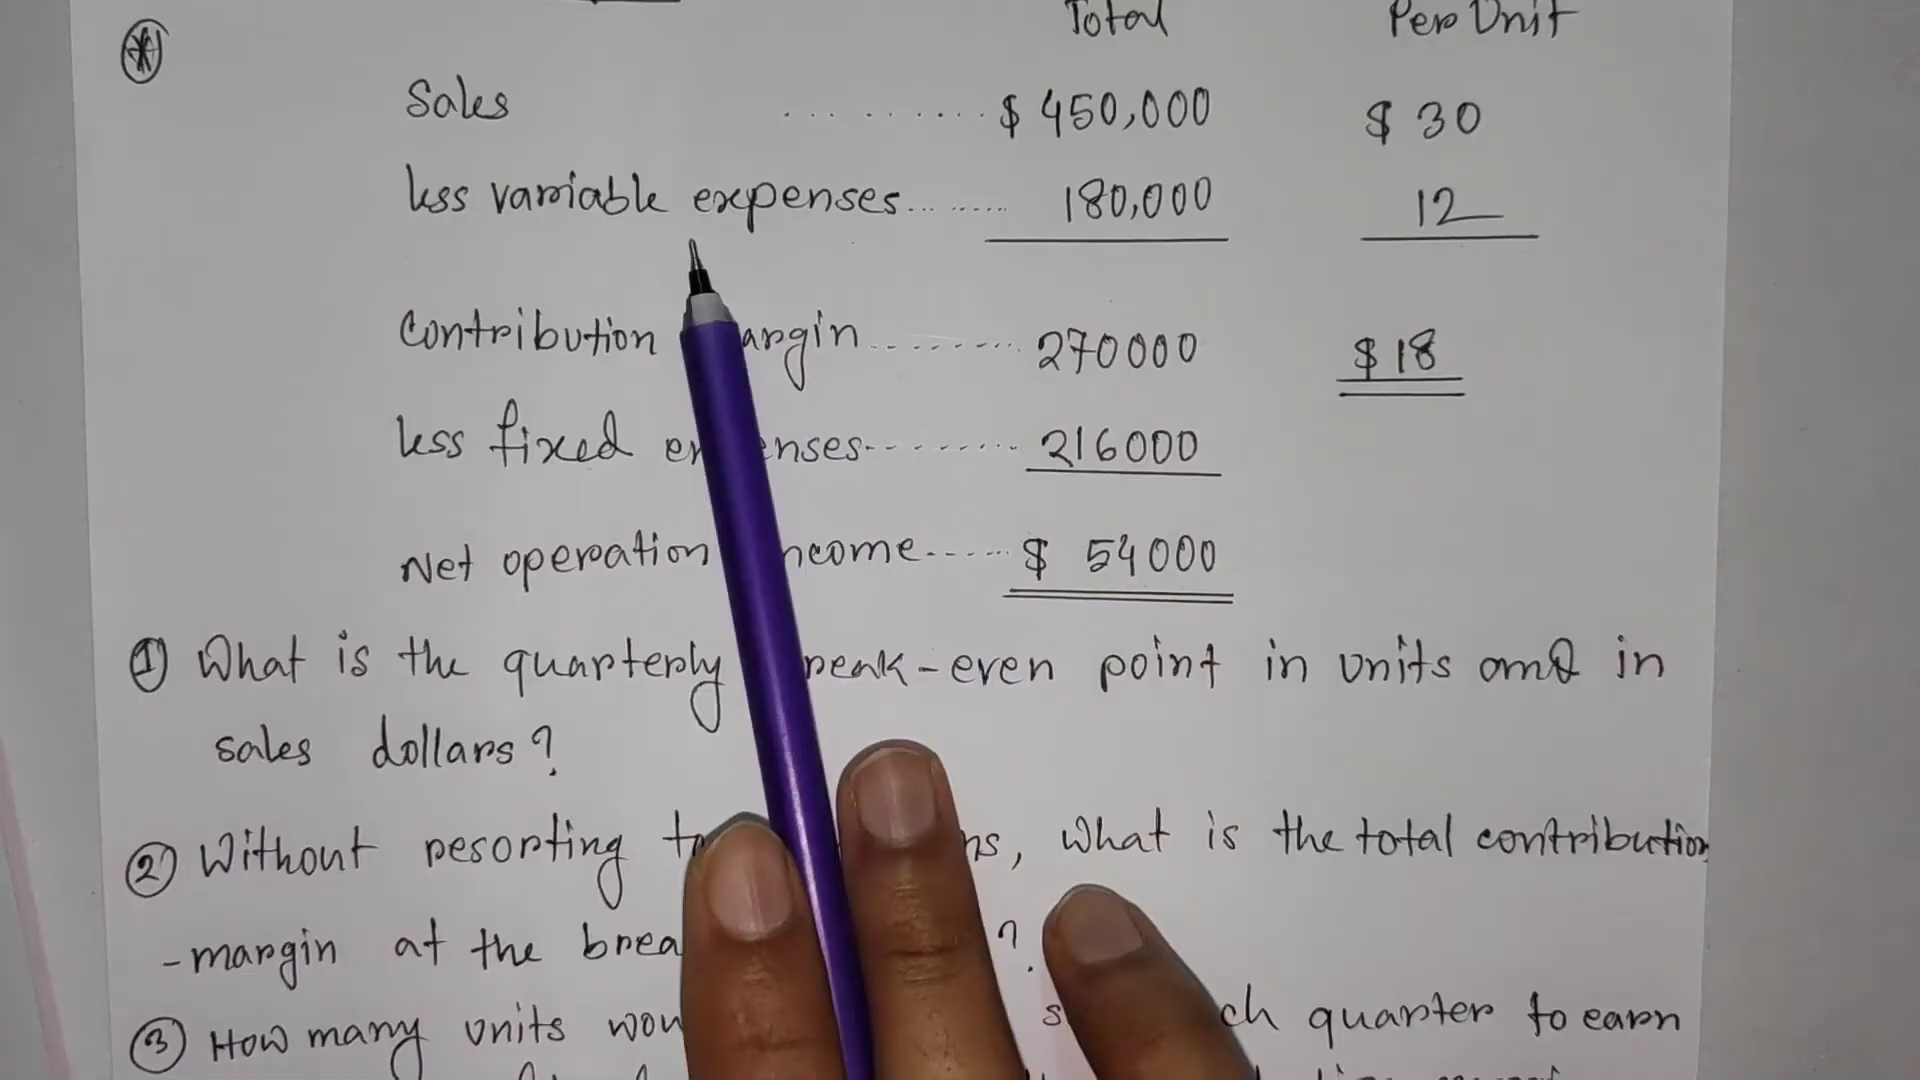 Total Per Unit
Sales .......... $ 450,000 $ 30
less variable expenses......... 180,000 12
Contribution argin......... 270000 $ 18
less fixed enses--------- 216000
Net operation ncome------- $ 54000
① What is the quarterly reak-even point in units and in
sales dollars?
② Without resorting to ns, what is the total contribution
-margin at the brea ?
③ How many units wou s ch quarter to earn